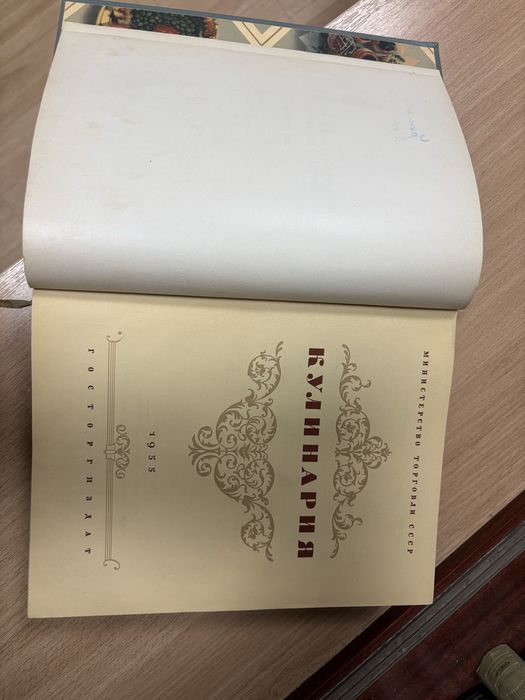 МИНИСТЕРСТВО ТОРГОВЛИ СССР
КУЛИНАРИЯ
1955
ГОСТОРГИЗДАТ